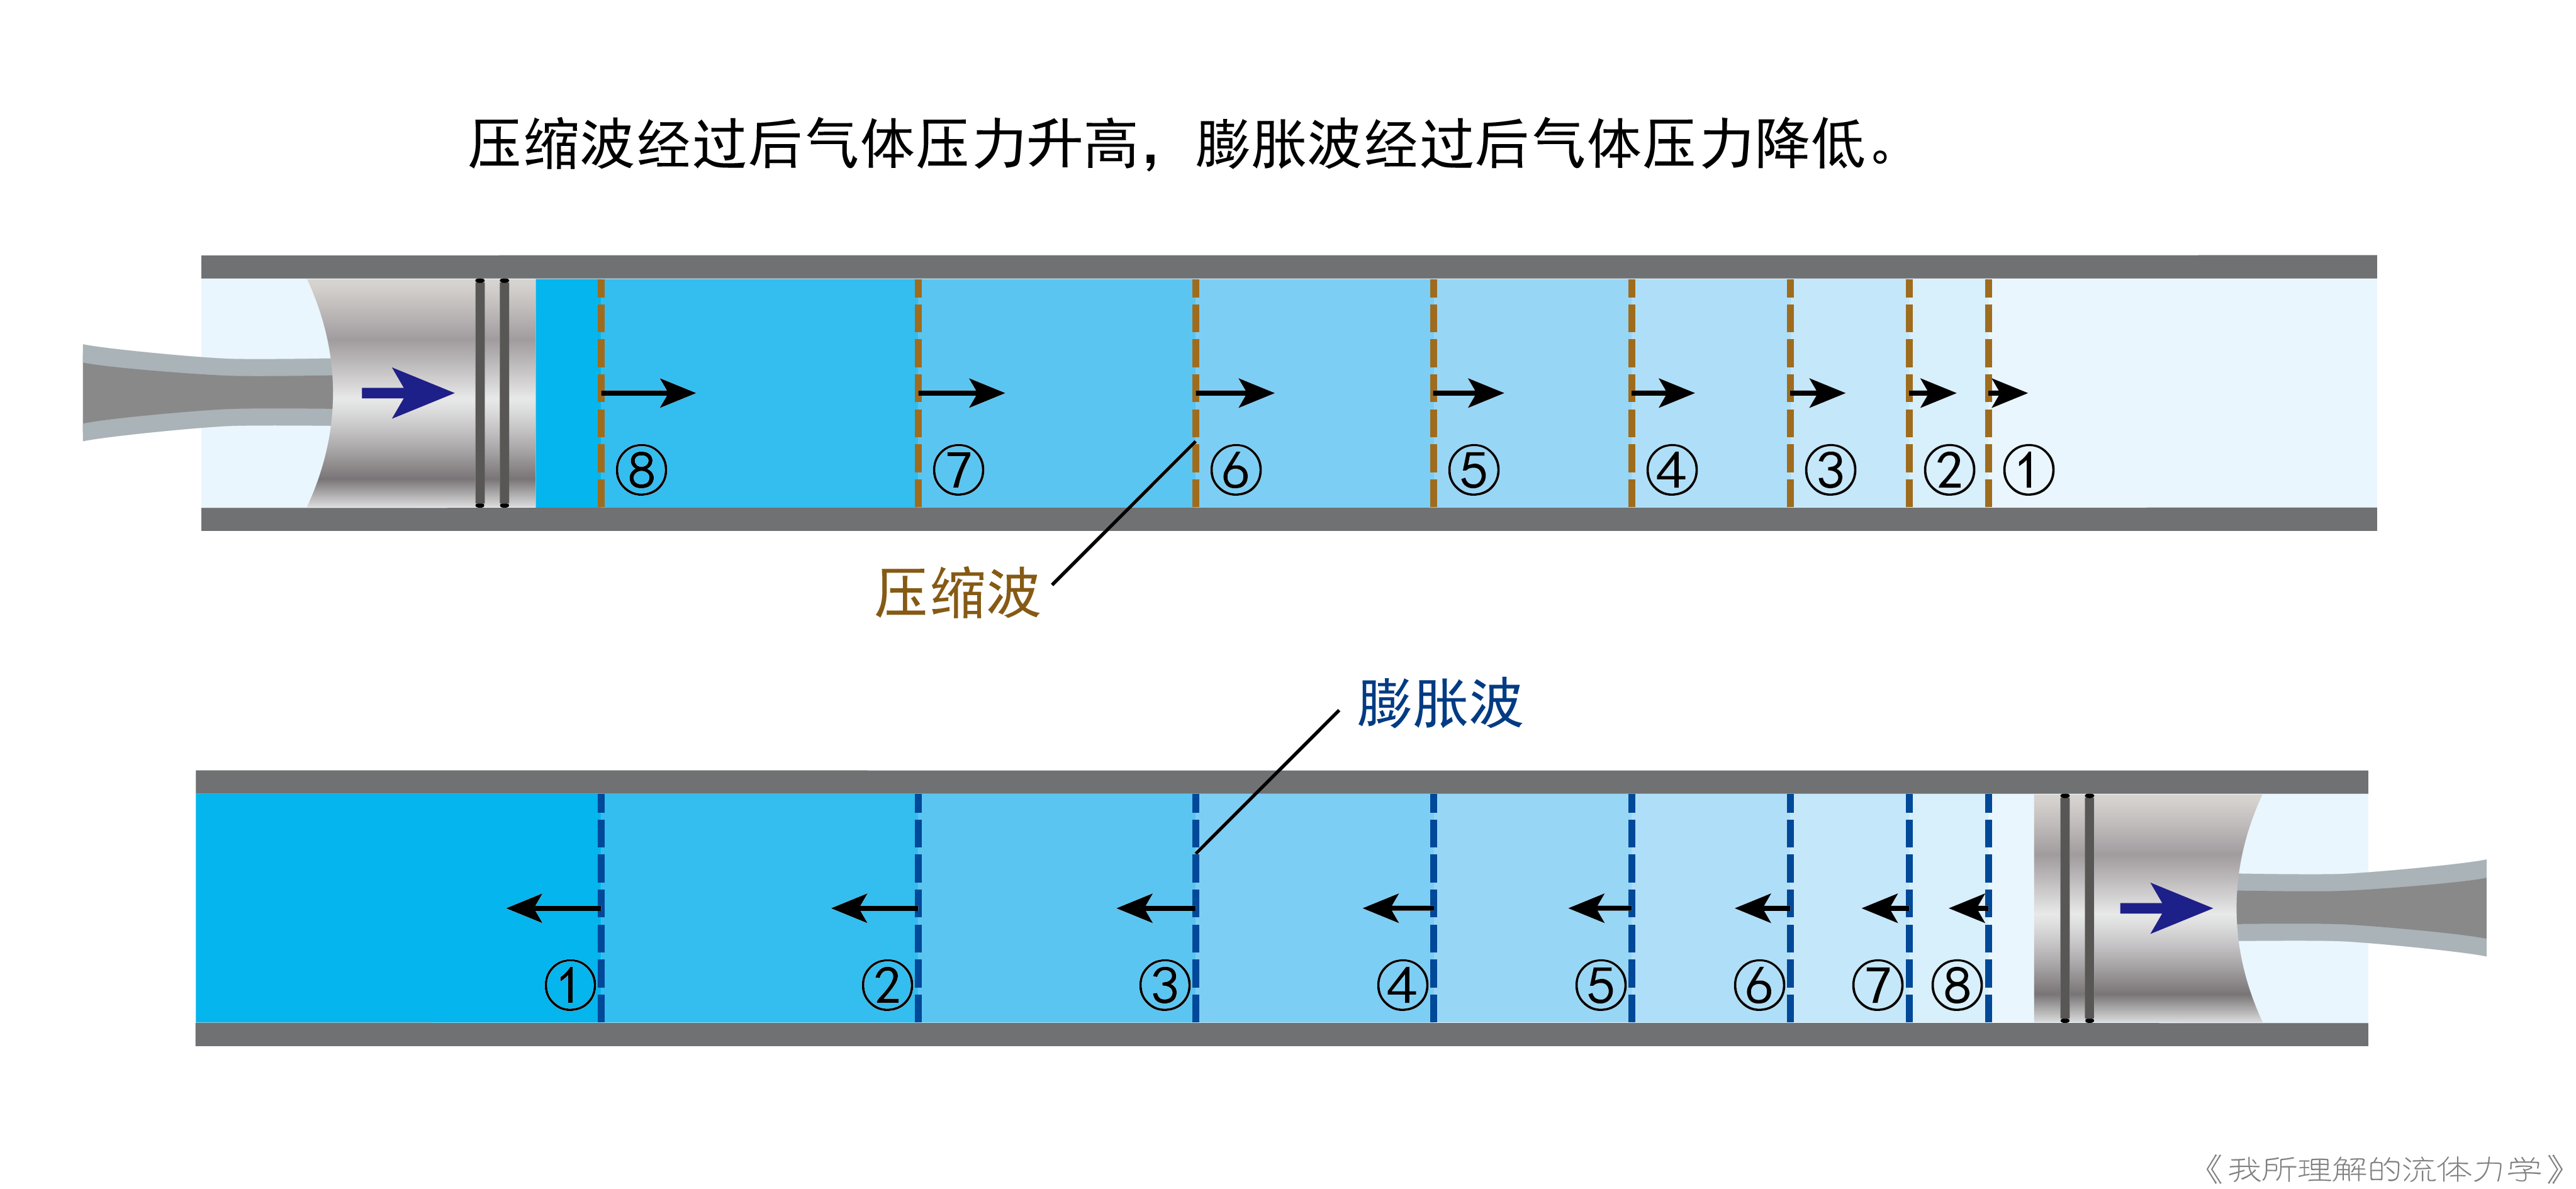 压缩波经过后气体压力升高，膨胀波经过后气体压力降低。
⑧ ⑦ ⑥ ⑤ ④ ③ ② ①
压缩波
膨胀波
① ② ③ ④ ⑤ ⑥ ⑦ ⑧
《我所理解的流体力学》